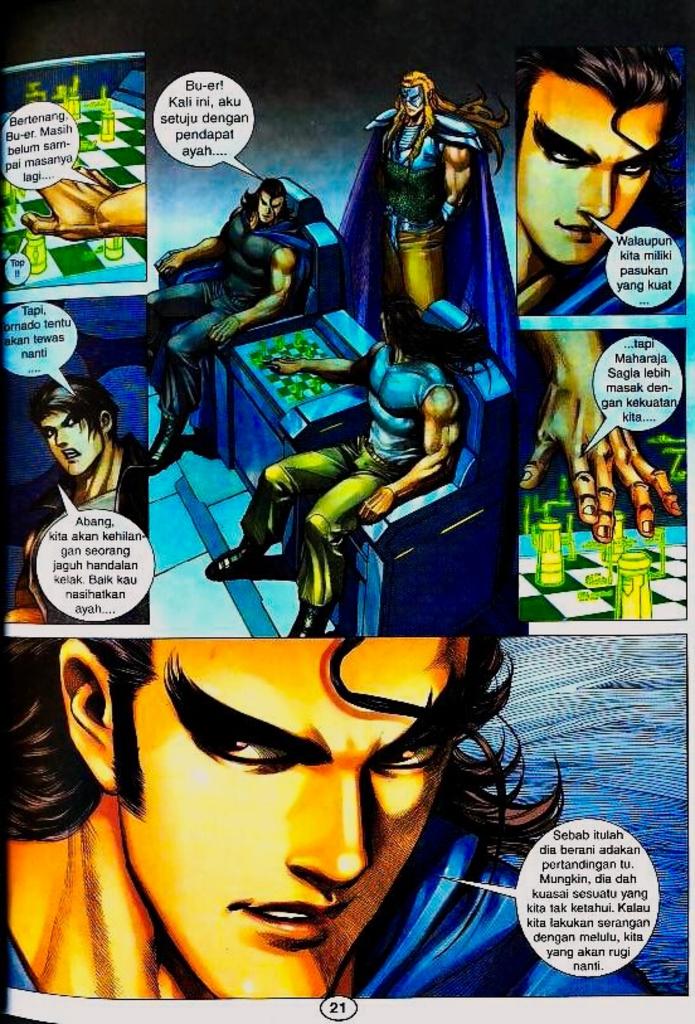 Bertenang,
Bu-er. Masih
belum sam-
pai masanya
lagi....
Top
!!
Bu-er!
Kali ini, aku
setuju dengan
pendapat
ayah....
Walaupun
kita miliki
pasukan
yang kuat
...
Tapi,
ornado tentu
akan tewas
nanti
....
Abang,
kita akan kehilan-
gan seorang
jaguh handalan
kelak. Baik kau
nasihatkan
ayah....
...tapi
Maharaja
Sagla lebih
masak den-
gan kekuatan
kita....
Sebab itulah
dia berani adakan
pertandingan tu.
Mungkin, dia dah
kuasai sesuatu yang
kita tak ketahui. Kalau
kita lakukan serangan
dengan melulu, kita
yang akan rugi
nanti.
21